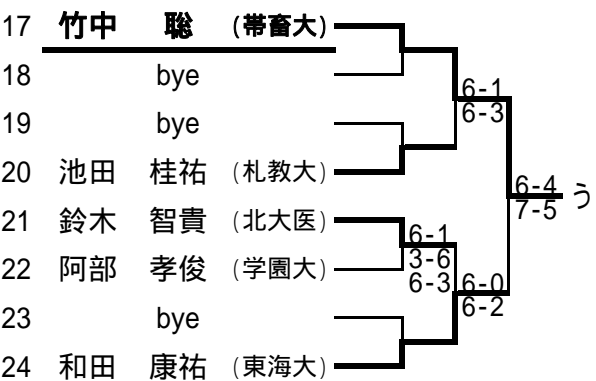 17 竹中 聡 (帯畜大)
18 bye
6-1
19 bye
6-3
20 池田 桂祐 (札教大)
6-4
7-5
う
21 鈴木 智貴 (北大医)
6-1
3-6
6-3
22 阿部 孝俊 (学園大)
6-0
6-2
23 bye
24 和田 康祐 (東海大)